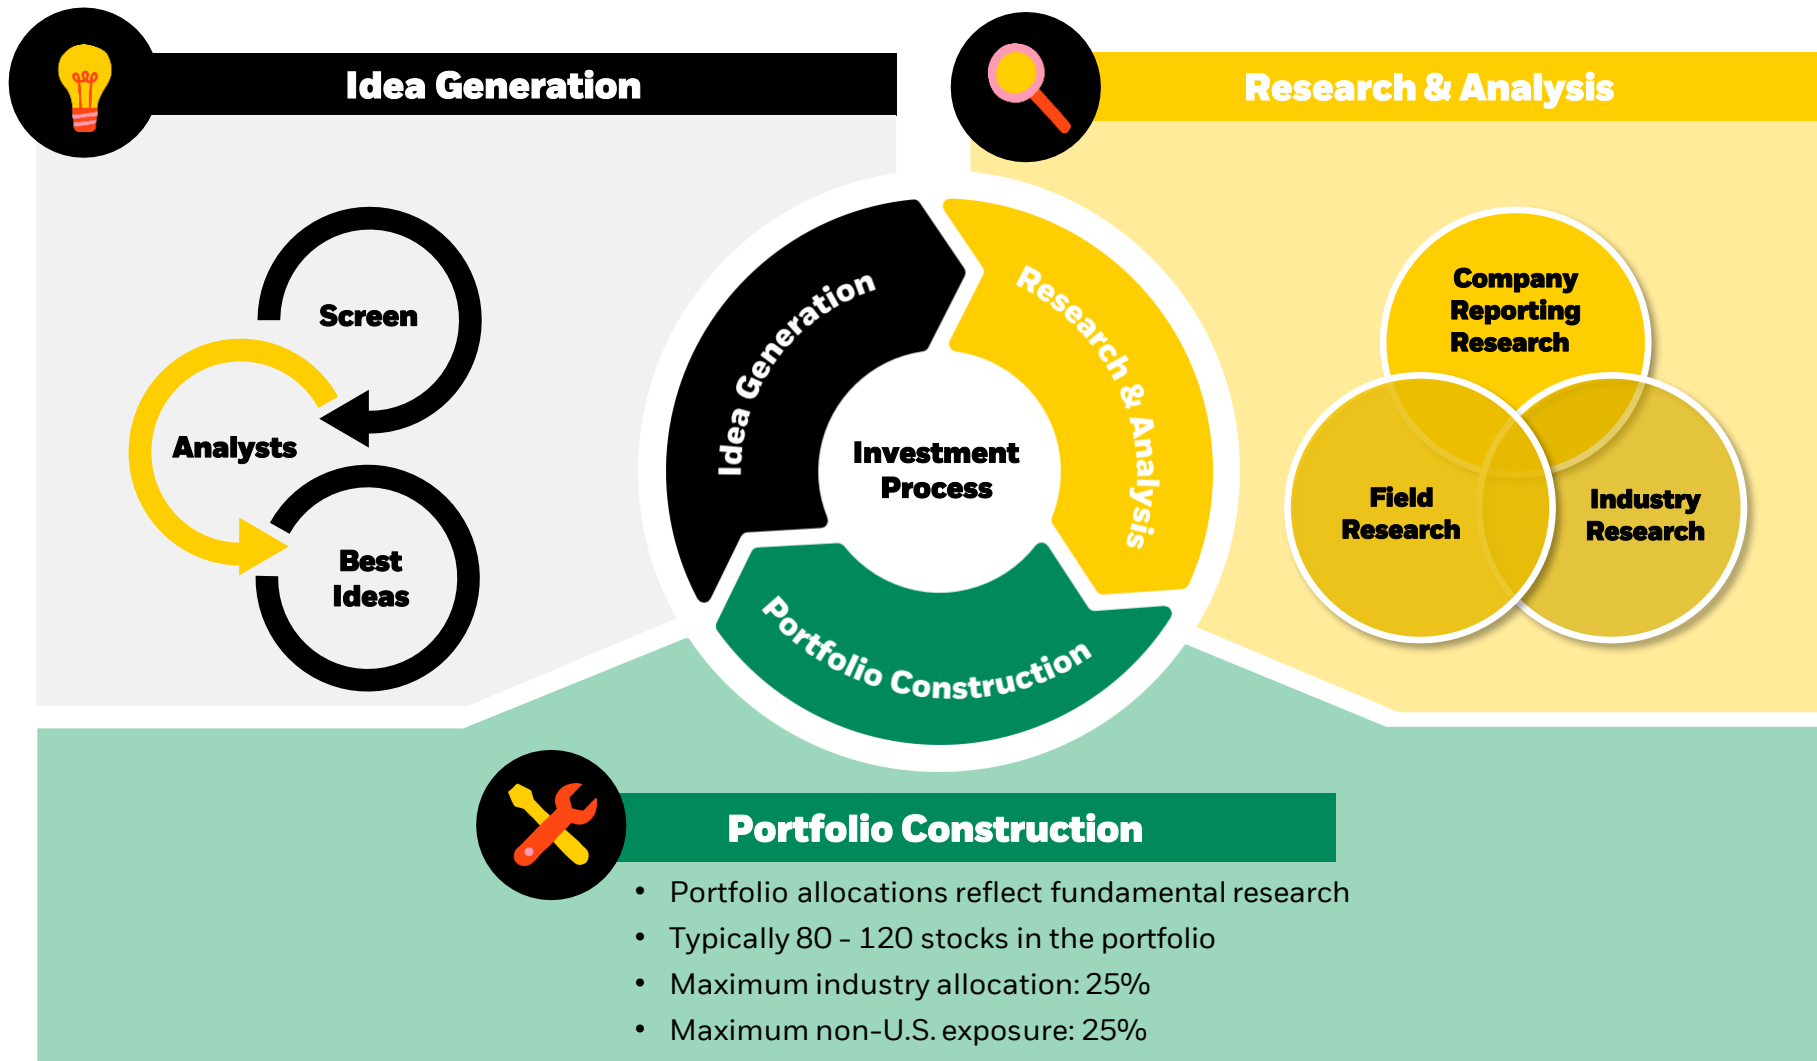 Idea Generation
Research & Analysis
Screen
Analysts
Best
Ideas
Idea Generation
Research & Analysis
Portfolio Construction
Investment
Process
Company
Reporting
Research
Field
Research
Industry
Research
Portfolio Construction
• Portfolio allocations reflect fundamental research
• Typically 80 - 120 stocks in the portfolio
• Maximum industry allocation: 25%
• Maximum non-U.S. exposure: 25%